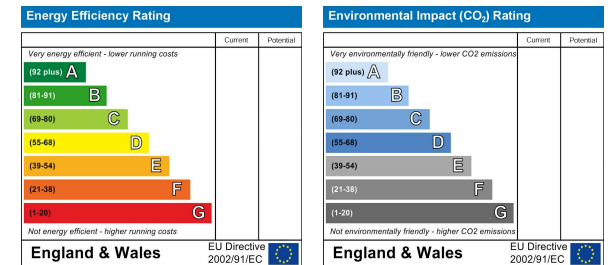 Energy Efficiency Rating
Current Potential
Very energy efficient - lower running costs
(92 plus) A
(81-91) B
(69-80) C
(55-68) D
(39-54) E
(21-38) F
(1-20) G
Not energy efficient - higher running costs
England & Wales
EU Directive
2002/91/EC
Environmental Impact (CO₂) Rating
Current Potential
Very environmentally friendly - lower CO2 emissions
(92 plus) A
(81-91) B
(69-80) C
(55-68) D
(39-54) E
(21-38) F
(1-20) G
Not environmentally friendly - higher CO2 emissions
England & Wales
EU Directive
2002/91/EC